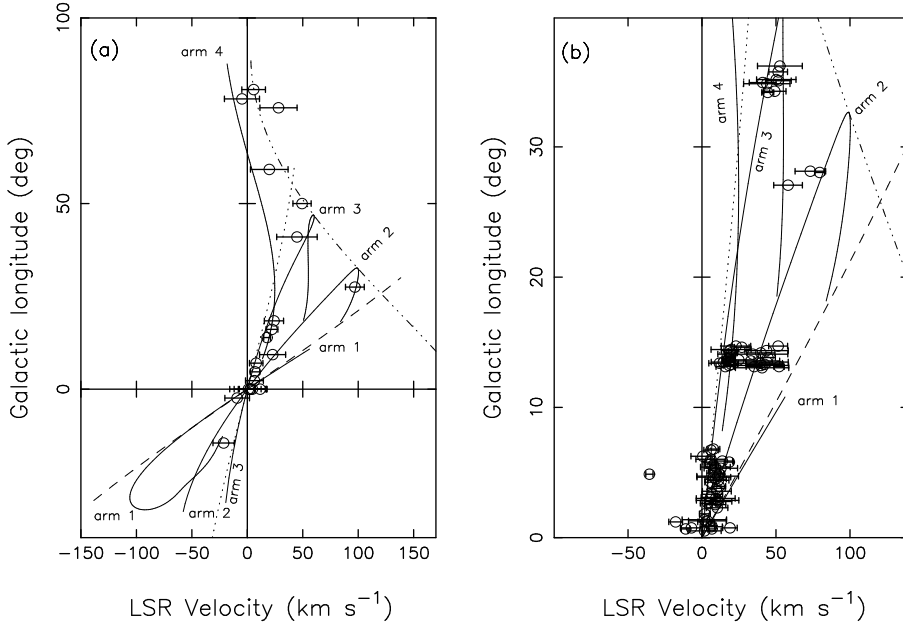 (a)
arm 4
arm 3
arm 2
arm 1
arm 1
arm 2
arm 3
100
50
0
Galactic longitude (deg)
−150
−100
−50
0
50
100
150
LSR Velocity (km s⁻¹)
(b)
arm 4
arm 3
arm 2
arm 1
30
20
10
0
Galactic longitude (deg)
−50
0
50
100
LSR Velocity (km s⁻¹)